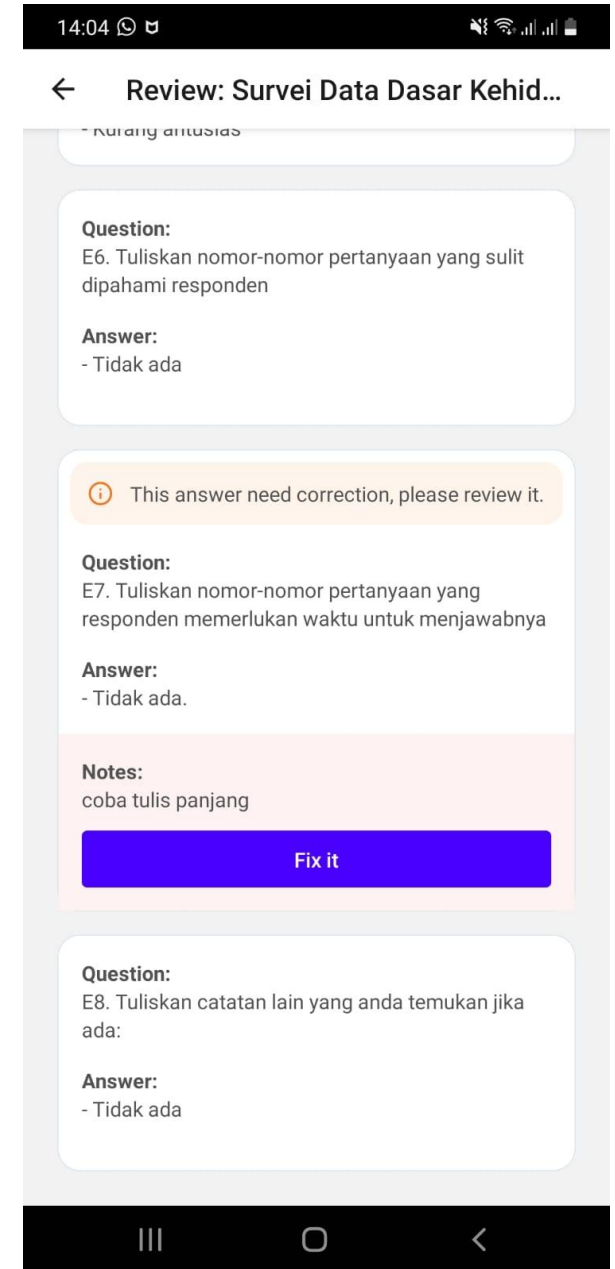 14:04
Review: Survei Data Dasar Kehid...
- Kurang antusias
Question:
E6. Tuliskan nomor-nomor pertanyaan yang sulit
dipahami responden
Answer:
- Tidak ada
This answer need correction, please review it.
Question:
E7. Tuliskan nomor-nomor pertanyaan yang
responden memerlukan waktu untuk menjawabnya
Answer:
- Tidak ada.
Notes:
coba tulis panjang
Fix it
Question:
E8. Tuliskan catatan lain yang anda temukan jika
ada:
Answer:
- Tidak ada